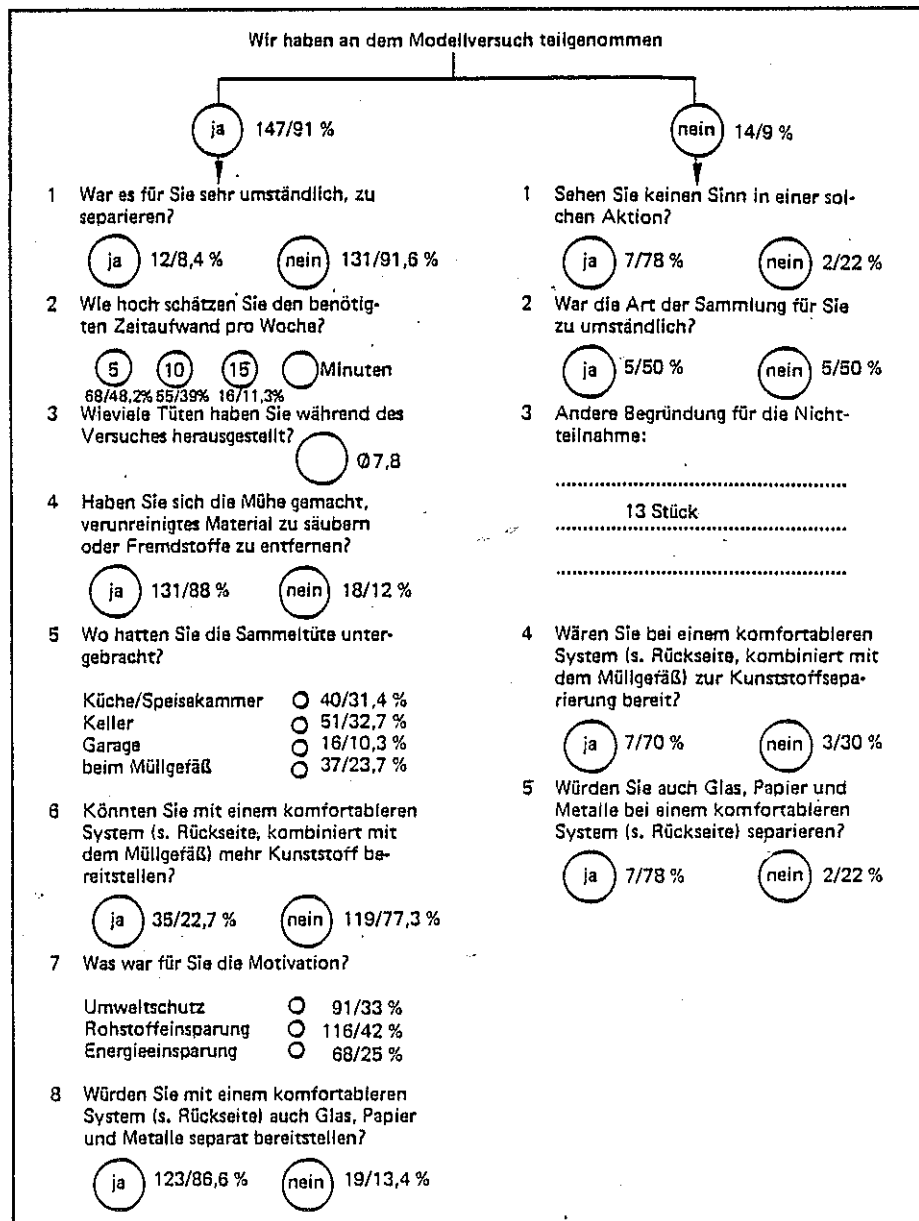 Wir haben an dem Modellversuch teilgenommen
ja 147/91 %
nein 14/9 %
1 War es für Sie sehr umständlich, zu
separieren?
ja 12/8,4 % nein 131/91,6 %
2 Wie hoch schätzen Sie den benötig-
ten Zeitaufwand pro Woche?
5 10 15 Minuten
68/48,2% 55/39% 16/11,3%
3 Wieviele Tüten haben Sie während des
Versuches herausgestellt?
Ø 7,8
4 Haben Sie sich die Mühe gemacht,
verunreinigtes Material zu säubern
oder Fremdstoffe zu entfernen?
ja 131/88 % nein 18/12 %
5 Wo hatten Sie die Sammeltüte unter-
gebracht?
Küche/Speisekammer 40/31,4 %
Keller 51/32,7 %
Garage 16/10,3 %
beim Müllgefäß 37/23,7 %
6 Könnten Sie mit einem komfortableren
System (s. Rückseite, kombiniert mit
dem Müllgefäß) mehr Kunststoff be-
reitstellen?
ja 35/22,7 % nein 119/77,3 %
7 Was war für Sie die Motivation?
Umweltschutz 91/33 %
Rohstoffeinsparung 116/42 %
Energieeinsparung 68/25 %
8 Würden Sie mit einem komfortableren
System (s. Rückseite) auch Glas, Papier
und Metalle separat bereitstellen?
ja 123/86,6 % nein 19/13,4 %
1 Sehen Sie keinen Sinn in einer sol-
chen Aktion?
ja 7/78 % nein 2/22 %
2 War die Art der Sammlung für Sie
zu umständlich?
ja 5/50 % nein 5/50 %
3 Andere Begründung für die Nicht-
teilnahme:
13 Stück
4 Wären Sie bei einem komfortableren
System (s. Rückseite, kombiniert mit
dem Müllgefäß) zur Kunststoffsepa-
rierung bereit?
ja 7/70 % nein 3/30 %
5 Würden Sie auch Glas, Papier und
Metalle bei einem komfortableren
System (s. Rückseite) separieren?
ja 7/78 % nein 2/22 %